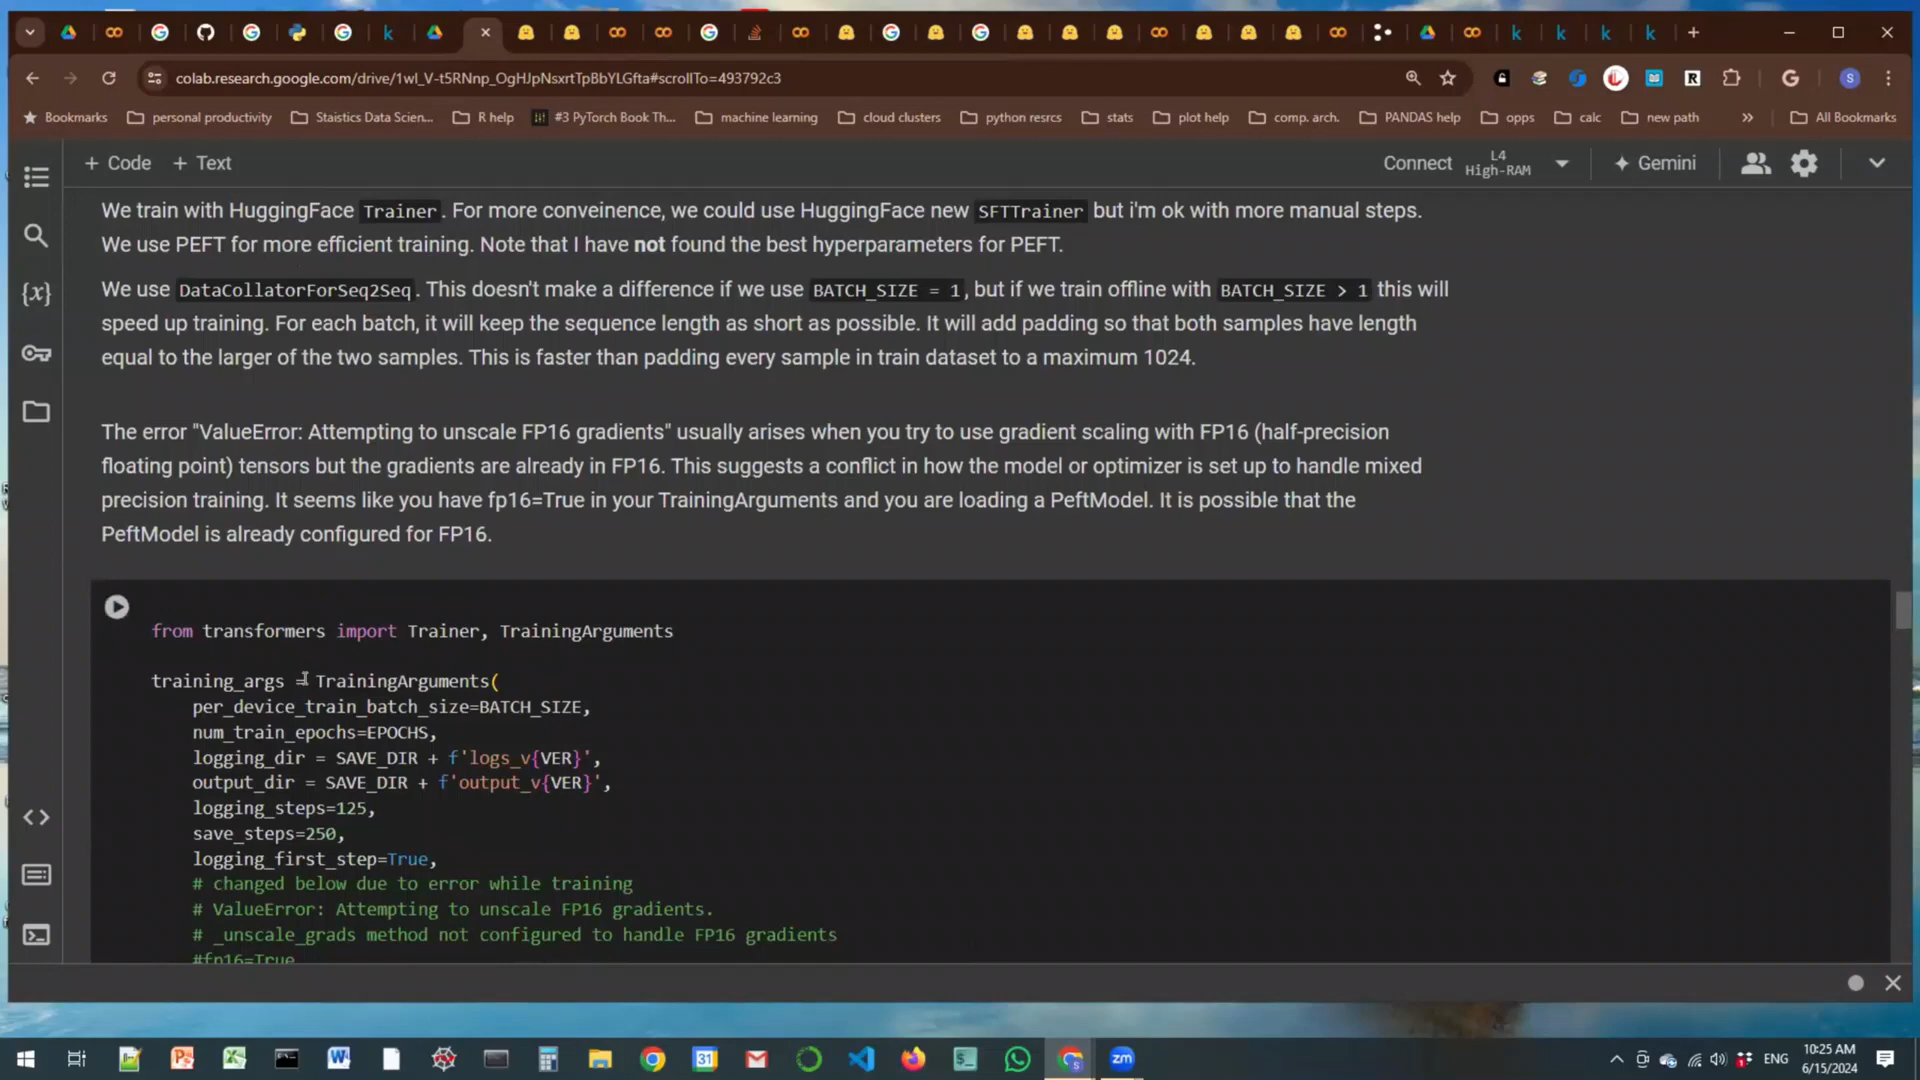 colab.research.google.com/drive/1wl_V-t5RNnp_OgHJpNsxrtTpBbYLGfta#scrollTo=493792c3
Bookmarks personal productivity Staistics Data Scien... R help #3 PyTorch Book Th... machine learning cloud clusters python resrcs stats plot help comp. arch. PANDAS help opps calc new path » All Bookmarks
+ Code + Text Connect L4 High-RAM Gemini
We train with HuggingFace Trainer. For more conveinence, we could use HuggingFace new SFTTrainer but i'm ok with more manual steps.
We use PEFT for more efficient training. Note that I have not found the best hyperparameters for PEFT.
We use DataCollatorForSeq2Seq. This doesn't make a difference if we use BATCH_SIZE = 1, but if we train offline with BATCH_SIZE > 1 this will
speed up training. For each batch, it will keep the sequence length as short as possible. It will add padding so that both samples have length
equal to the larger of the two samples. This is faster than padding every sample in train dataset to a maximum 1024.
The error "ValueError: Attempting to unscale FP16 gradients" usually arises when you try to use gradient scaling with FP16 (half-precision
floating point) tensors but the gradients are already in FP16. This suggests a conflict in how the model or optimizer is set up to handle mixed
precision training. It seems like you have fp16=True in your TrainingArguments and you are loading a PeftModel. It is possible that the
PeftModel is already configured for FP16.
from transformers import Trainer, TrainingArguments
training_args = TrainingArguments(
per_device_train_batch_size=BATCH_SIZE,
num_train_epochs=EPOCHS,
logging_dir = SAVE_DIR + f'logs_v{VER}',
output_dir = SAVE_DIR + f'output_v{VER}',
logging_steps=125,
save_steps=250,
logging_first_step=True,
# changed below due to error while training
# ValueError: Attempting to unscale FP16 gradients.
# _unscale_grads method not configured to handle FP16 gradients
#fp16=True
ENG 10:25 AM
6/15/2024